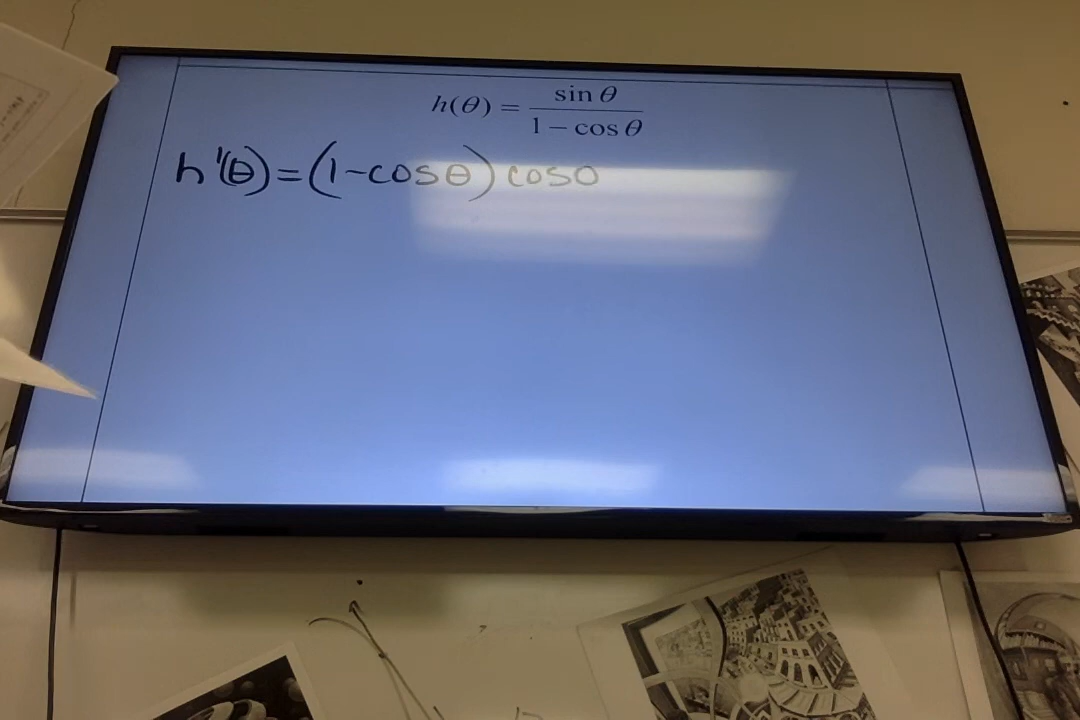 h(θ) = sin θ / 1 − cos θ
h'(θ)=(1-cosθ) cosθ